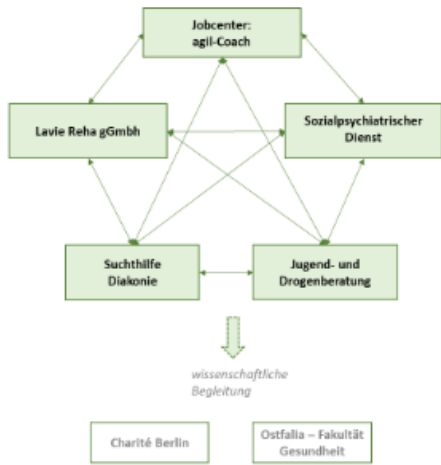 Jobcenter:
agil-Coach
Lavie Reha gGmbh
Sozialpsychiatrischer
Dienst
Suchthilfe
Diakonie
Jugend- und
Drogenberatung
wissenschaftliche
Begleitung
Charité Berlin
Ostfalia – Fakultät
Gesundheit